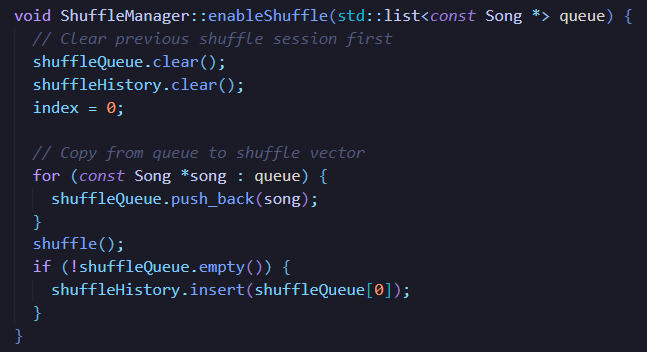 void ShuffleManager::enableShuffle(std::list<const Song *> queue) {
  // Clear previous shuffle session first
  shuffleQueue.clear();
  shuffleHistory.clear();
  index = 0;

  // Copy from queue to shuffle vector
  for (const Song *song : queue) {
    shuffleQueue.push_back(song);
  }
  shuffle();
  if (!shuffleQueue.empty()) {
    shuffleHistory.insert(shuffleQueue[0]);
  }
}